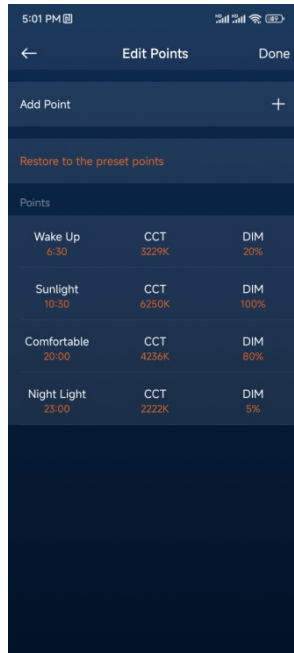 5:01 PM
Edit Points
Done
Add Point
Restore to the preset points
Points
Wake Up CCT DIM
6:30 3229K 20%
Sunlight CCT DIM
10:30 6250K 100%
Comfortable CCT DIM
20:00 4236K 80%
Night Light CCT DIM
23:00 2222K 5%